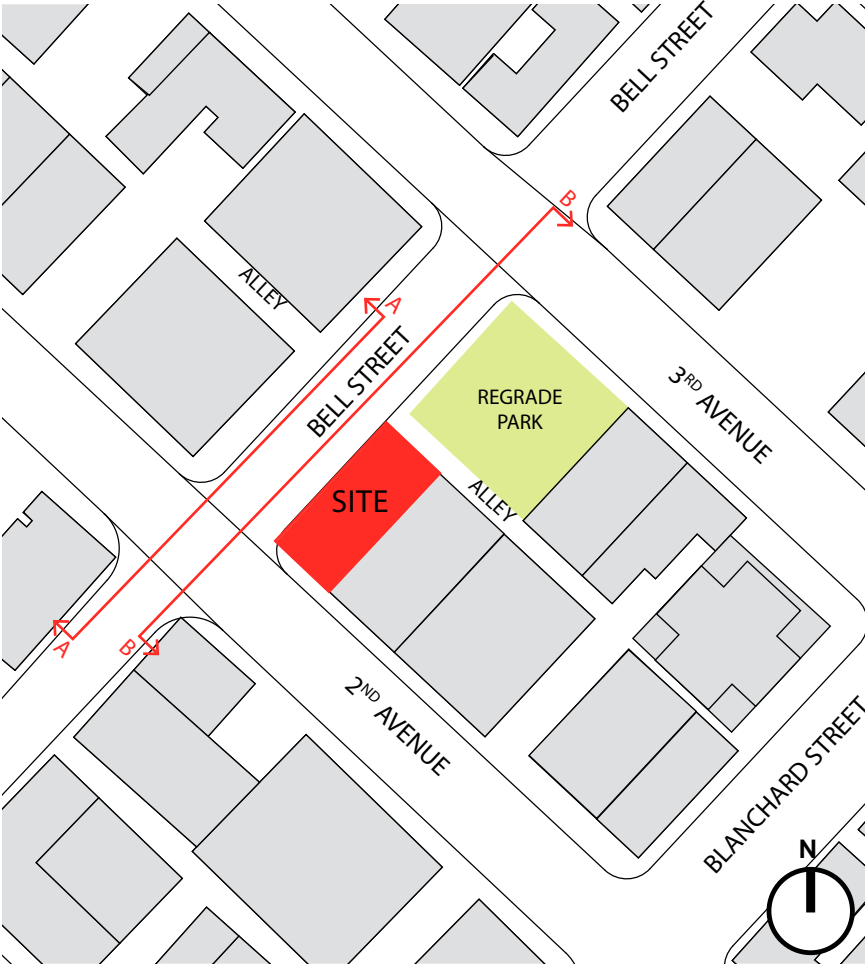 BELL STREET
B
ALLEY
A
BELL STREET
3RD AVENUE
REGRADE
PARK
SITE
ALLEY
A
B
2ND AVENUE
BLANCHARD STREET
N